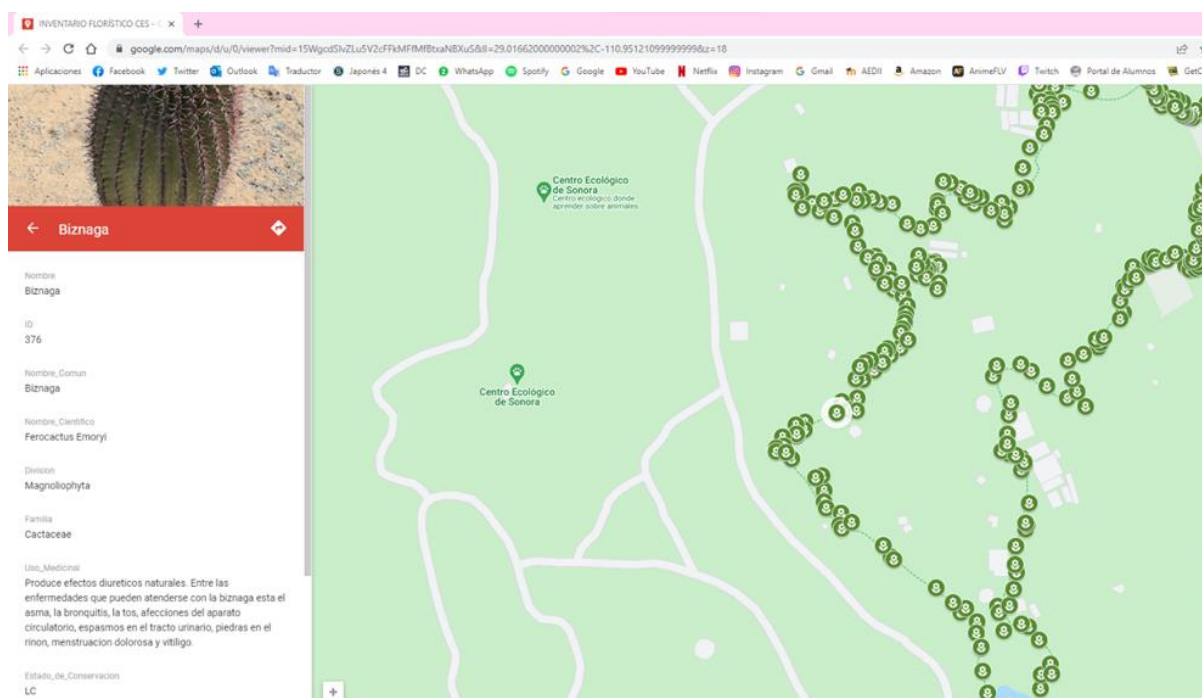 INVENTARIO FLORÍSTICO CES - C
google.com/maps/d/u/0/viewer?mid=15WgcdSIvZLu5V2cFFkMFfMfBtxaNBXuS&ll=29.01662000000002%2C-110.95121099999999&z=18
Aplicaciones Facebook Twitter Outlook Traductor Japonés 4 DC WhatsApp Spotify Google YouTube Netflix Instagram Gmail AEDII Amazon AnimeFLV Twitch Portal de Alumnos GetC
Biznaga
Nombre
Biznaga
ID
376
Nombre_Comun
Biznaga
Nombre_Cientifico
Ferocactus Emoryi
Division
Magnoliophyta
Familia
Cactaceae
Uso_Medicinal
Produce efectos diureticos naturales. Entre las
enfermedades que pueden atenderse con la biznaga esta el
asma, la bronquitis, la tos, afecciones del aparato
circulatorio, espasmos en el tracto urinario, piedras en el
rinon, menstruacion dolorosa y vitiligo.
Estado_de_Conservacion
LC
Centro Ecológico
de Sonora
Centro ecológico donde
aprender sobre animales.
Centro Ecológico
de Sonora